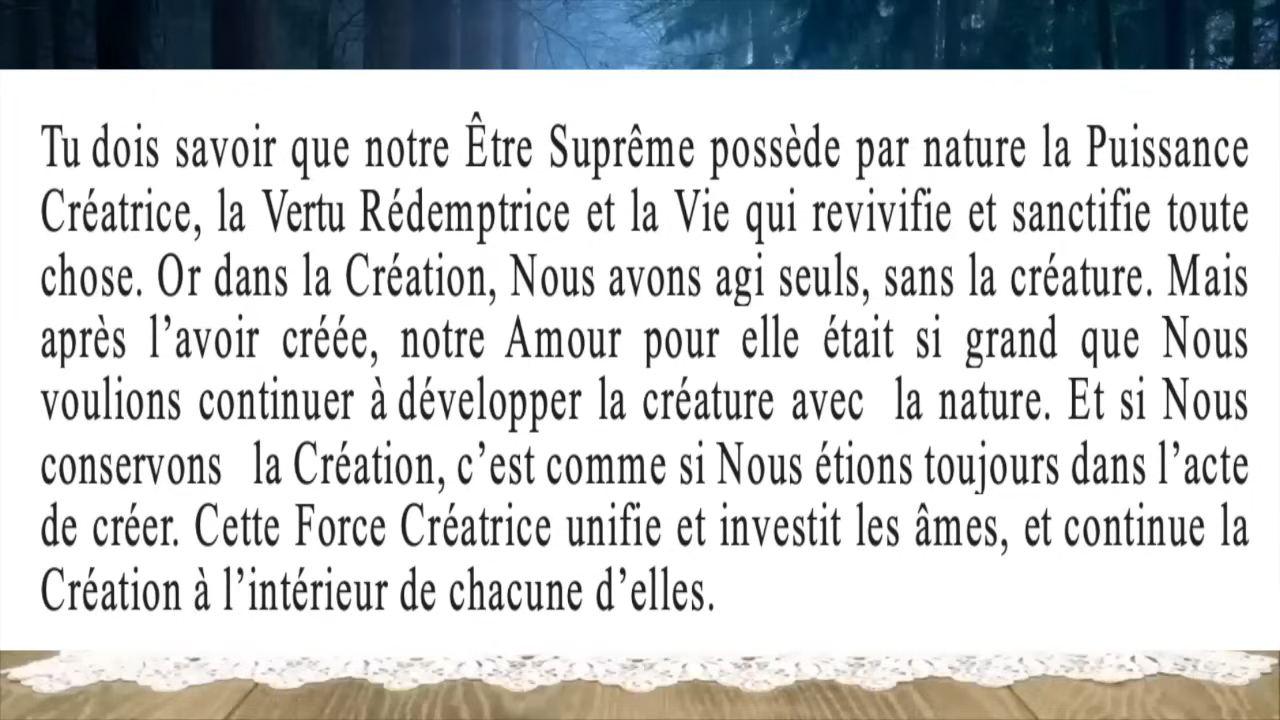 Tu dois savoir que notre Être Suprême possède par nature la Puissance
Créatrice, la Vertu Rédemptrice et la Vie qui revivifie et sanctifie toute
chose. Or dans la Création, Nous avons agi seuls, sans la créature. Mais
après l’avoir créée, notre Amour pour elle était si grand que Nous
voulions continuer à développer la créature avec la nature. Et si Nous
conservons la Création, c’est comme si Nous étions toujours dans l’acte
de créer. Cette Force Créatrice unifie et investit les âmes, et continue la
Création à l’intérieur de chacune d’elles.